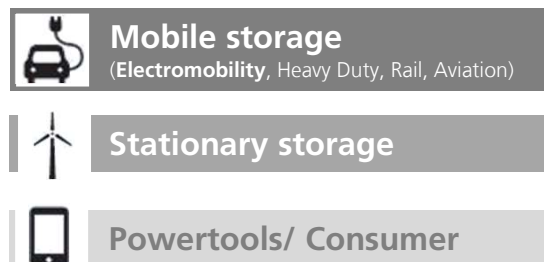 Mobile storage
(Electromobility, Heavy Duty, Rail, Aviation)
Stationary storage
Powertools/ Consumer